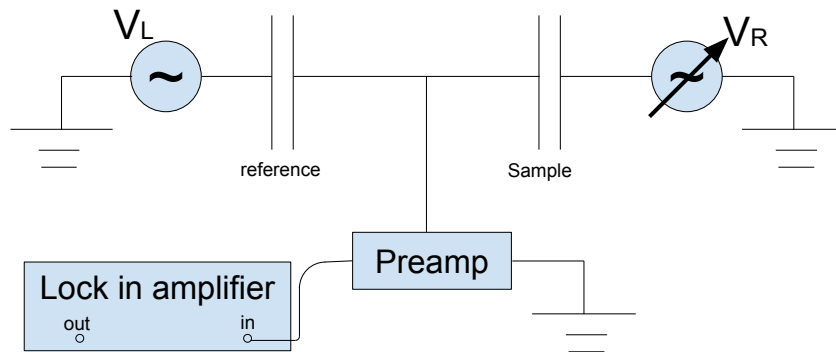 VL
VR
~
~
reference
Sample
Preamp
Lock in amplifier
out
in